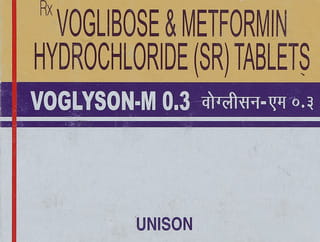 Rx VOGLIBOSE & METFORMIN
HYDROCHLORIDE (SR) TABLETS
VOGLYSON-M 0.3 वोग्लीसन-एम ०.३
UNISON